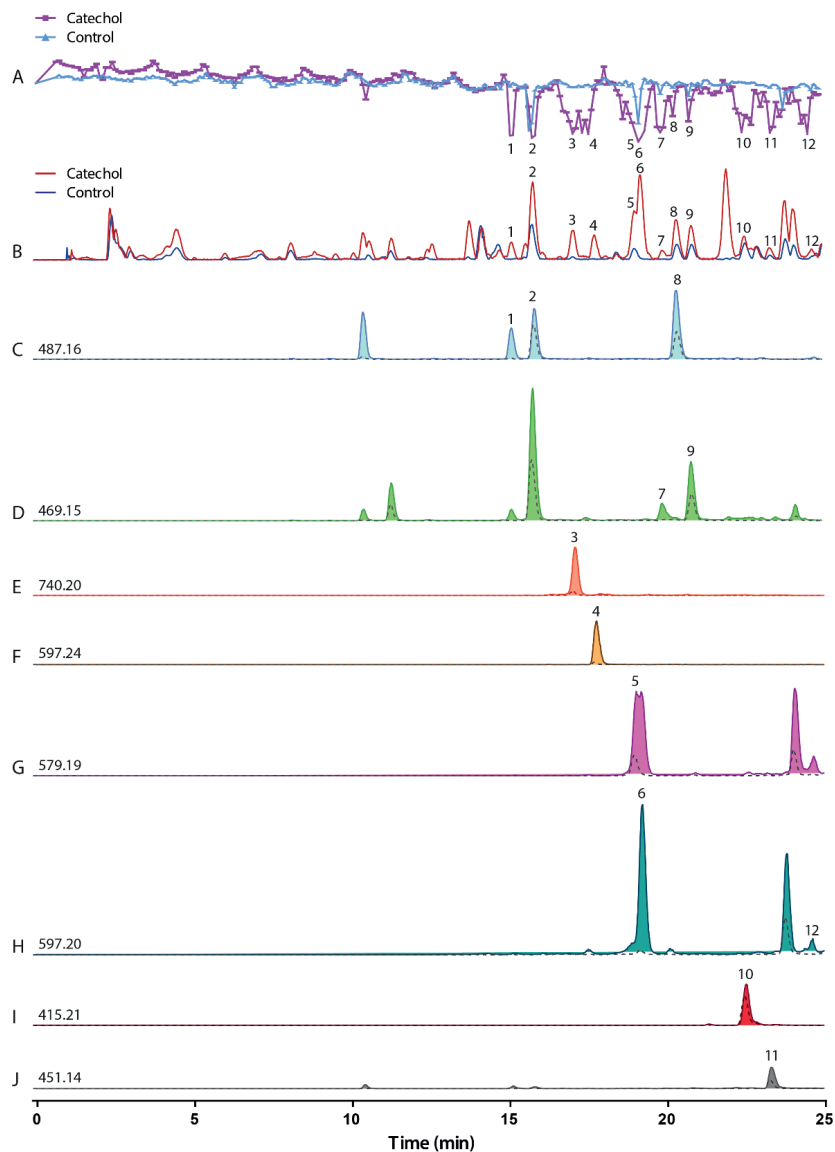 Catechol
Control
A
1 2 3 4 5 6 7 8 9 10 11 12
Catechol
Control
B
1 2 3 4 5 6 7 8 9 10 11 12
C 487.16
1 2 8
D 469.15
7 9
E 740.20
3
F 597.24
4
G 579.19
5
H 597.20
6 12
I 415.21
10
J 451.14
11
0 5 10 15 20 25
Time (min)